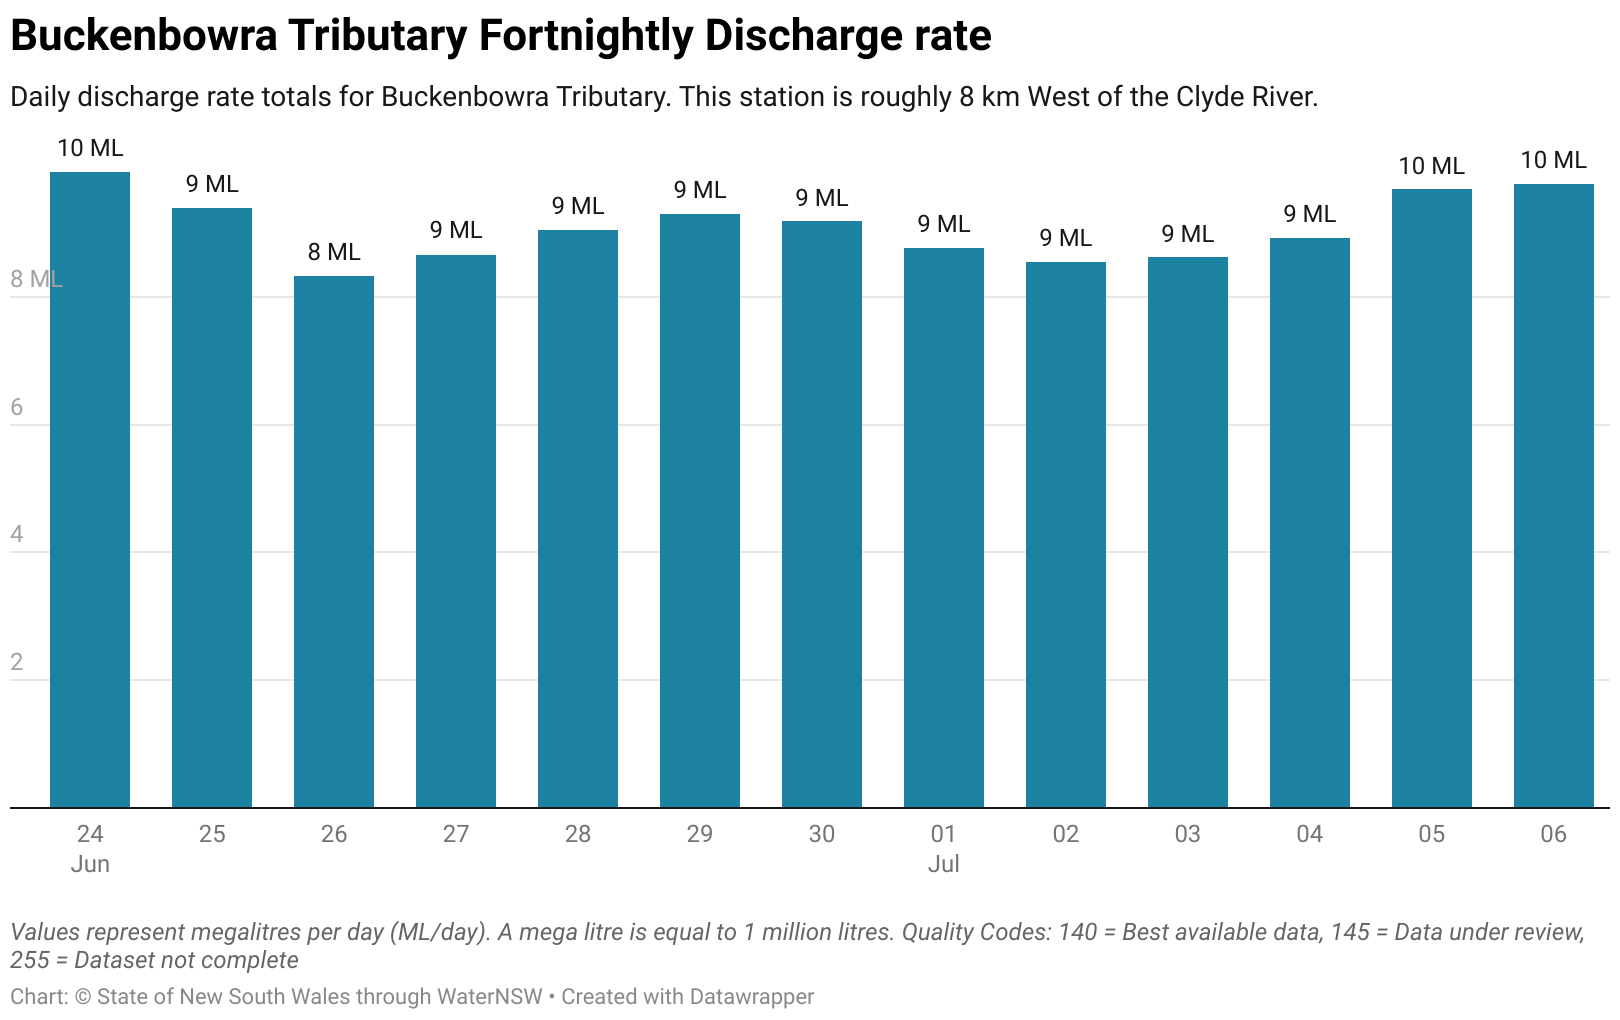 Buckenbowra Tributary Fortnightly Discharge rate
Daily discharge rate totals for Buckenbowra Tributary. This station is roughly 8 km West of the Clyde River.
10 ML
9 ML
8 ML
9 ML
9 ML
9 ML
9 ML
9 ML
9 ML
9 ML
9 ML
10 ML
10 ML
8 ML
6
4
2
24 25 26 27 28 29 30 01 02 03 04 05 06
Jun Jul
Values represent megalitres per day (ML/day). A mega litre is equal to 1 million litres. Quality Codes: 140 = Best available data, 145 = Data under review,
255 = Dataset not complete
Chart: © State of New South Wales through WaterNSW • Created with Datawrapper